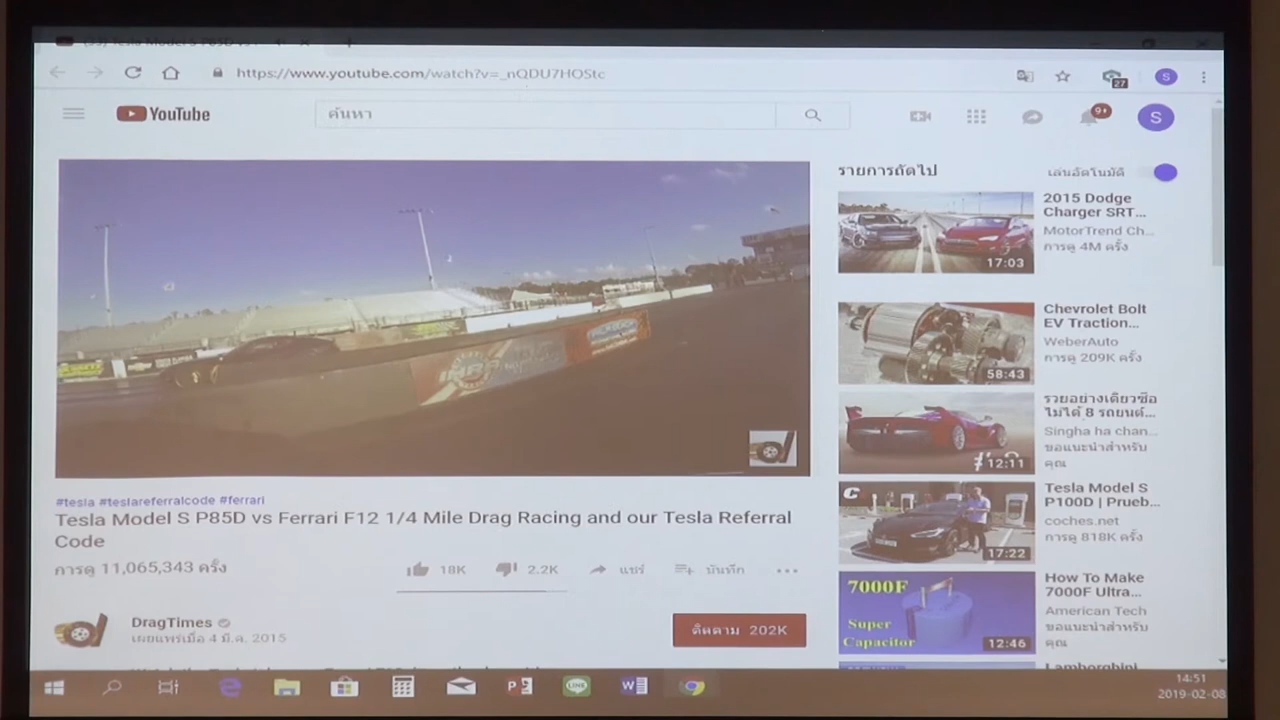 https://www.youtube.com/watch?v=_nQDU7HOStc
27
S
YouTube
ค้นหา
9+
S
รายการถัดไป
เล่นอัตโนมัติ
2015 Dodge
Charger SRT...
MotorTrend Ch...
การดู 4M ครั้ง
17:03
Chevrolet Bolt
EV Traction...
WeberAuto
การดู 209K ครั้ง
58:43
รวยอย่างเดียวซื้อ
ไม่ได้ 8 รถยนต์...
Singha ha chan...
ขอแนะนำสำหรับ
คุณ
12:11
Tesla Model S
P100D | Prueb...
coches.net
การดู 818K ครั้ง
17:22
How To Make
7000F Ultra...
American Tech
ขอแนะนำสำหรับ
คุณ
7000F
Super
Capacitor
12:46
Lamborghini
IMRA
#tesla #teslareferralcode #ferrari
Tesla Model S P85D vs Ferrari F12 1/4 Mile Drag Racing and our Tesla Referral
Code
การดู 11,065,343 ครั้ง
18K
2.2K
แชร์
บันทึก
DragTimes
เผยแพร่เมื่อ 4 มี.ค. 2015
ติดตาม 202K
14:51
2019-02-08